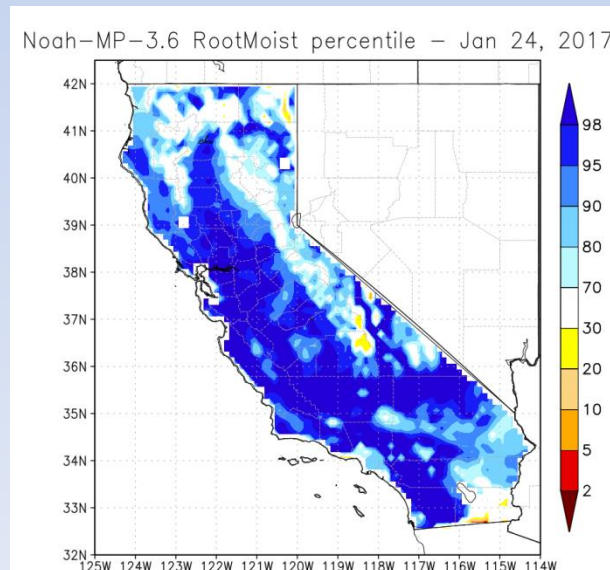 Noah-MP-3.6 RootMoist percentile - Jan 24, 2017
42N
41N
40N
39N
38N
37N
36N
35N
34N
33N
32N
125W 124W 123W 122W 121W 120W 119W 118W 117W 116W 115W 114W
98
95
90
80
70
30
20
10
5
2